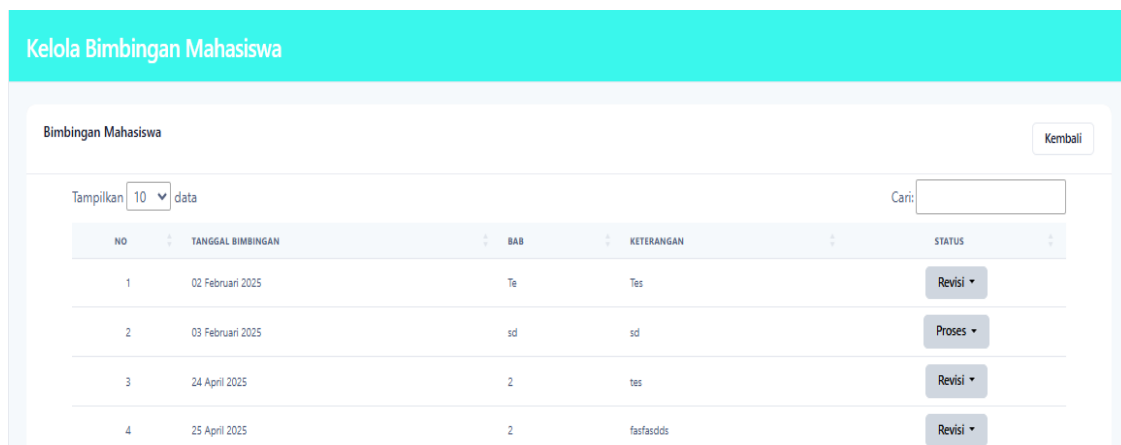 Kelola Bimbingan Mahasiswa
Bimbingan Mahasiswa
Kembali
Tampilkan 10 data Cari:
NO TANGGAL BIMBINGAN BAB KETERANGAN STATUS
1 02 Februari 2025 Te Tes Revisi
2 03 Februari 2025 sd sd Proses
3 24 April 2025 2 tes Revisi
4 25 April 2025 2 fasfasdds Revisi